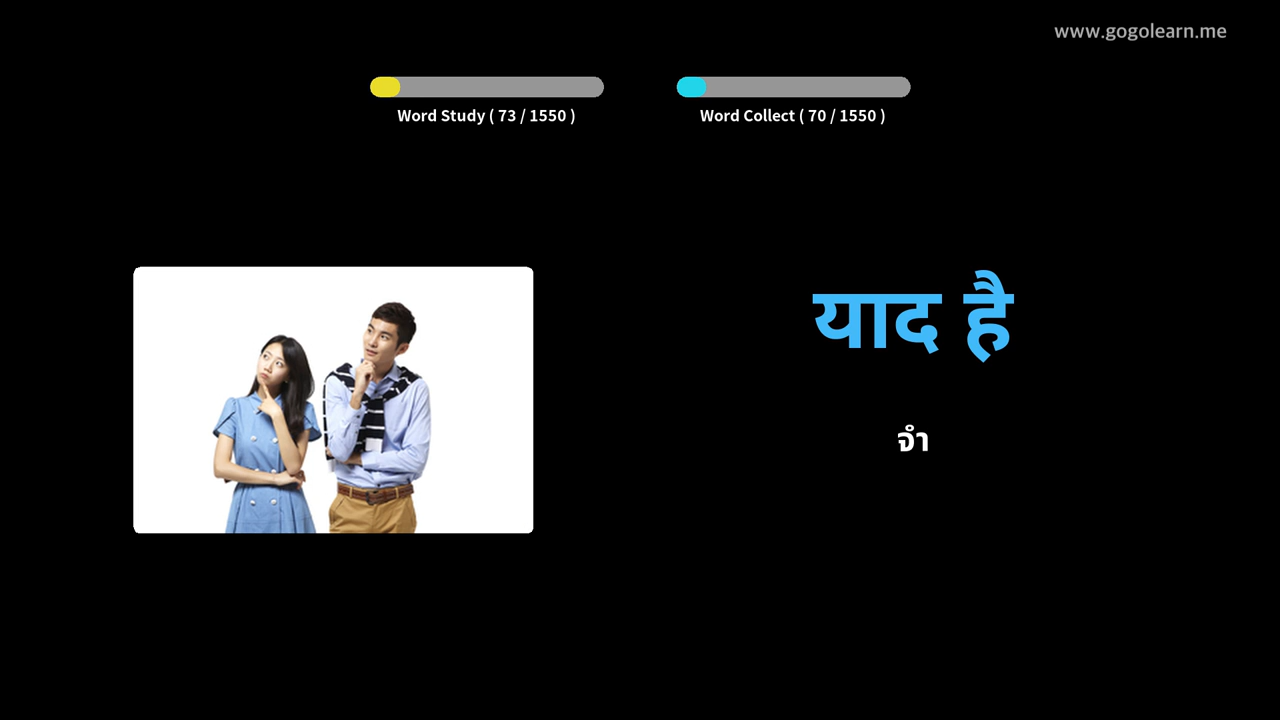 www.gogolearn.me
Word Study ( 73 / 1550 )
Word Collect ( 70 / 1550 )
याद है
จำ